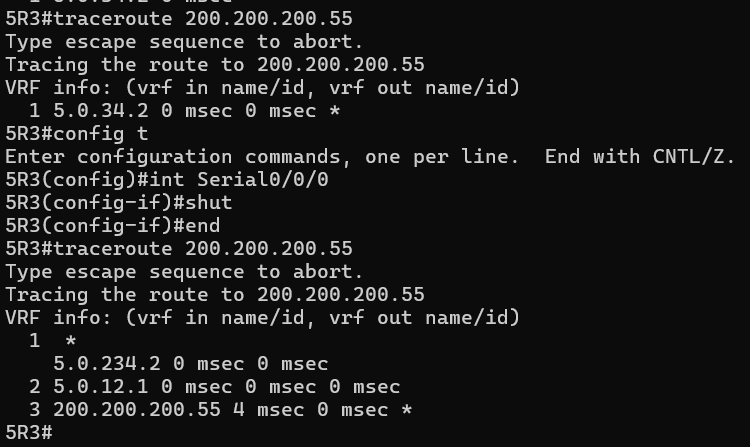 5R3#traceroute 200.200.200.55
Type escape sequence to abort.
Tracing the route to 200.200.200.55
VRF info: (vrf in name/id, vrf out name/id)
  1 5.0.34.2 0 msec 0 msec *
5R3#config t
Enter configuration commands, one per line.  End with CNTL/Z.
5R3(config)#int Serial0/0/0
5R3(config-if)#shut
5R3(config-if)#end
5R3#traceroute 200.200.200.55
Type escape sequence to abort.
Tracing the route to 200.200.200.55
VRF info: (vrf in name/id, vrf out name/id)
  1  *
    5.0.234.2 0 msec 0 msec
  2 5.0.12.1 0 msec 0 msec 0 msec
  3 200.200.200.55 4 msec 0 msec *
5R3#